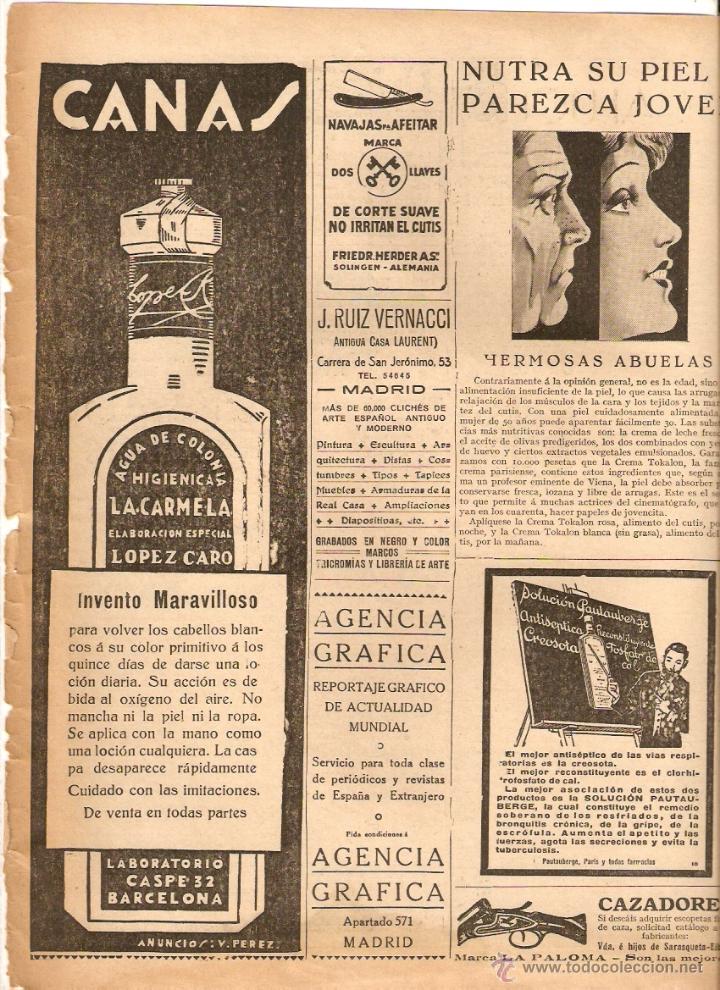 CANAS
Lopez Caro
AGUA DE COLONIA
HIGIENICA
LA CARMELA
ELABORACION ESPECIAL
LOPEZ CARO
Invento Maravilloso
para volver los cabellos blan-
cos á su color primitivo á los
quince días de darse una lo-
ción diaria. Su acción es de-
bida al oxígeno del aire. No
mancha ni la piel ni la ropa.
Se aplica con la mano como
una loción cualquiera. La cas
pa desaparece rápidamente
Cuidado con las imitaciones.
De venta en todas partes
LABORATORIO
CASPE 32
BARCELONA
ANUNCIOS: V. PEREZ.
NAVAJAS PA AFEITAR
MARCA
DOS LLAVES
DE CORTE SUAVE
NO IRRITAN EL CUTIS
FRIEDR. HERDER A. Sn.
SOLINGEN - ALEMANIA
J. RUIZ VERNACCI
ANTIGUA CASA LAURENT)
Carrera de San Jerónimo, 53
TEL. 54645
— MADRID —
MÁS DE 60.000 CLICHÉS DE
ARTE ESPAÑOL ANTIGUO
Y MODERNO
Pintura + Escultura + Ar-
quitectura + Vistas + Cos-
tumbres + Tipos + Tapices
Muebles + Armaduras de la
Real Casa + Ampliaciones
+ + Diapositivas, etc. + +
GRABADOS EN NEGRO Y COLOR
— MARCOS —
TRICROMÍAS Y LIBRERÍA DE ARTE
AGENCIA
GRAFICA
REPORTAJE GRAFICO
DE ACTUALIDAD
MUNDIAL
Servicio para toda clase
de periódicos y revistas
de España y Extranjero
Pida condiciones á
AGENCIA
GRAFICA
Apartado 571
MADRID
NUTRA SU PIEL
PAREZCA JOVE
HERMOSAS ABUELAS
Contrariamente á la opinión general, no es la edad, sino
alimentación insuficiente de la piel, lo que causa las arrugas
relajación de los músculos de la cara y los tejidos y la mar
tez del cutis. Con una piel cuidadosamente alimentada
mujer de 50 años puede aparentar fácilmente 30. Las subst
cias más nutritivas conocidas son: la crema de leche fres
el aceite de olivas predigeridos, los dos combinados con ye
de huevo y ciertos extractos vegetales emulsionados. Gara
zamos con 10.000 pesetas que la Crema Tokalon, la fam
crema parisiense, contiene estos ingredientes que, según a
ma un profesor eminente de Viena, la piel debe absorber p
conservarse fresca, lozana y libre de arrugas. Este es el se
to que permite á muchas actrices del cinematógrafo, que
yan en los cuarenta, hacer papeles de jovencita.
Aplíquese la Crema Tokalon rosa, alimento del cutis, po
noche, y la Crema Tokalon blanca (sin grasa), alimento del
tis, por la mañana.
Solución Pautauberge
Antiséptica Reconstituyente
Creosota Fosfato de
cal
El mejor antiséptico de las vias respi-
ratorias es la creosota.
El mejor reconstituyente es el clorhi-
drofosfato de cal.
La mejor asociación de estos dos
productos es la SOLUCIÓN PAUTAU-
BERGE, la cual constituye el remedio
soberano de los resfriados, de la
bronquitis crónica, de la gripe, de la
escrófula. Aumenta el apetito y las
fuerzas, agota las secreciones y evita la
tuberculosis.
Pautauberge, París y todas farmacias
CAZADORE
Si deseáis adquirir escopetas f
de caza, solicitad catálogo a
fabricantes:
Vda. é hijos de Sarasqueta-Eib
Marca LA PALOMA - Son las mejor
© todocoleccion.net
www.todocoleccion.net